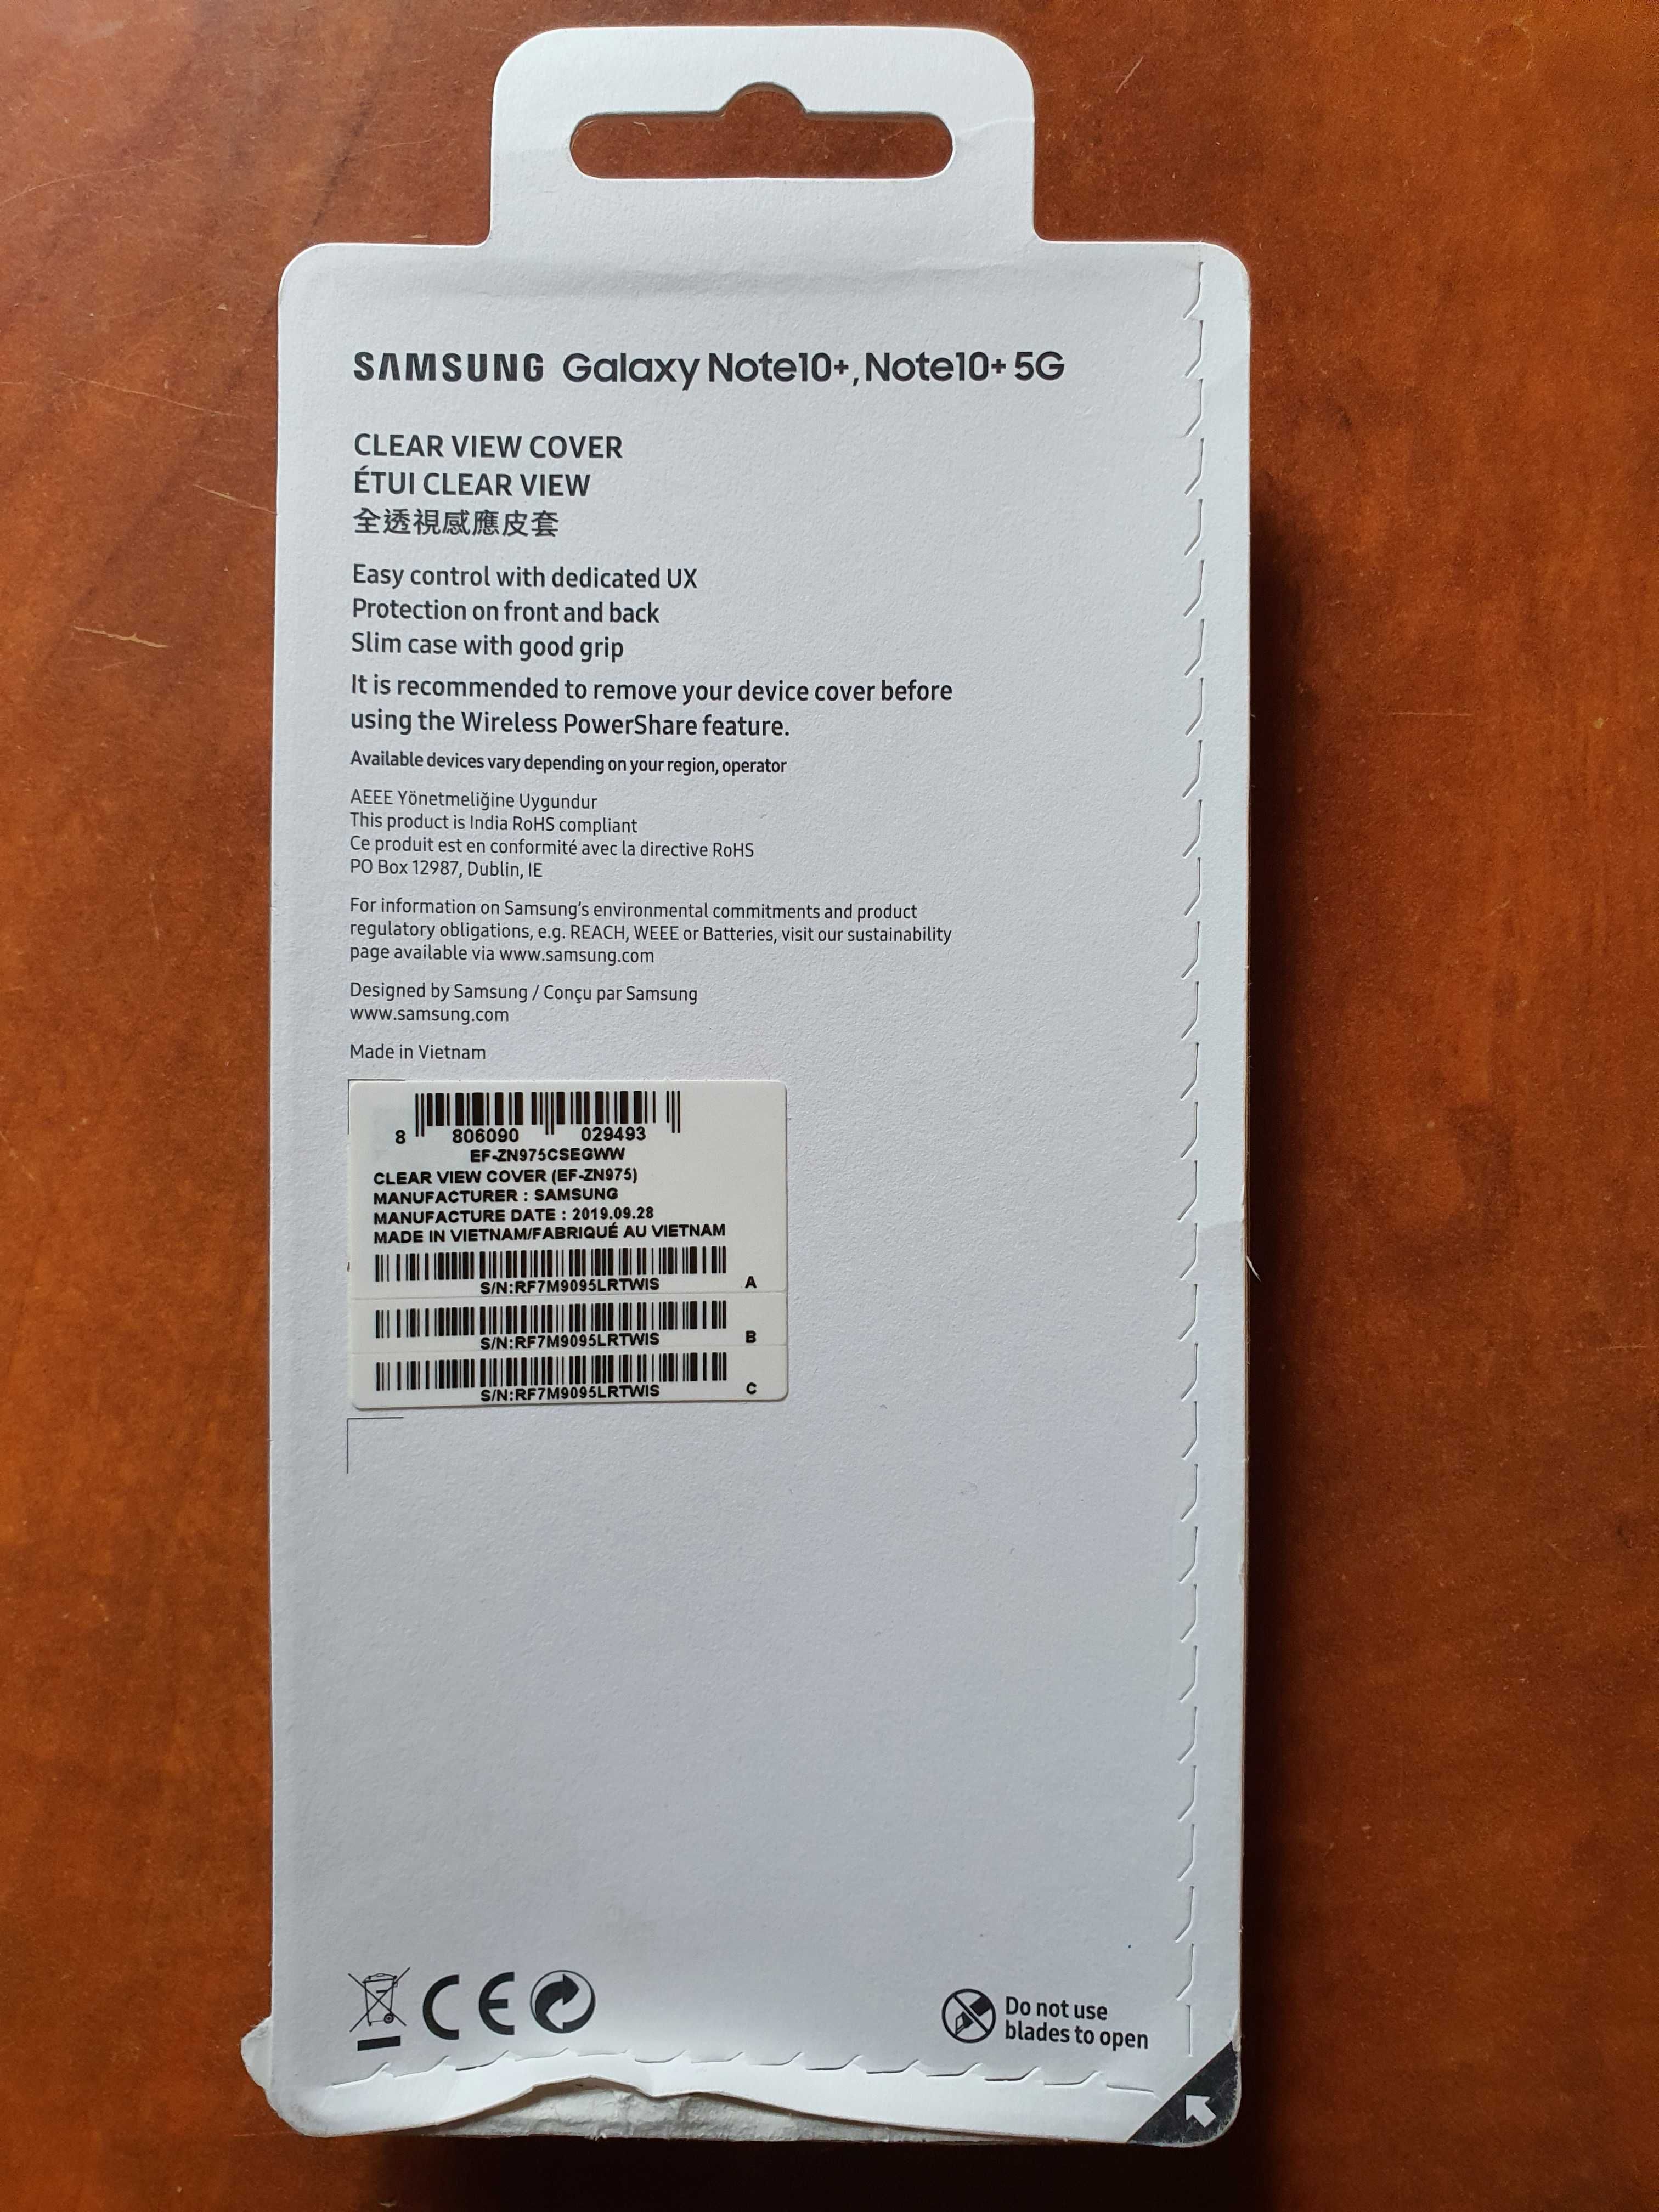 SAMSUNG Galaxy Note10+, Note10+ 5G
CLEAR VIEW COVER
ÉTUI CLEAR VIEW
全透視感應皮套
Easy control with dedicated UX
Protection on front and back
Slim case with good grip
It is recommended to remove your device cover before
using the Wireless PowerShare feature.
Available devices vary depending on your region, operator
AEEE Yönetmeliğine Uygundur
This product is India RoHS compliant
Ce produit est en conformité avec la directive RoHS
PO Box 12987, Dublin, IE
For information on Samsung's environmental commitments and product
regulatory obligations, e.g. REACH, WEEE or Batteries, visit our sustainability
page available via www.samsung.com
Designed by Samsung / Conçu par Samsung
www.samsung.com
Made in Vietnam
8 806090 029493
EF-ZN975CSEGWW
CLEAR VIEW COVER (EF-ZN975)
MANUFACTURER : SAMSUNG
MANUFACTURE DATE : 2019.09.28
MADE IN VIETNAM/FABRIQUÉ AU VIETNAM
S/N:RF7M9095LRTWIS A
S/N:RF7M9095LRTWIS B
S/N:RF7M9095LRTWIS C
CE
Do not use
blades to open